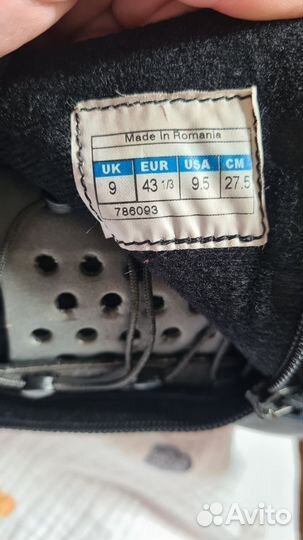 Made In Romania
UK EUR USA CM
9 43 1/3 9.5 27.5
786093
Avito